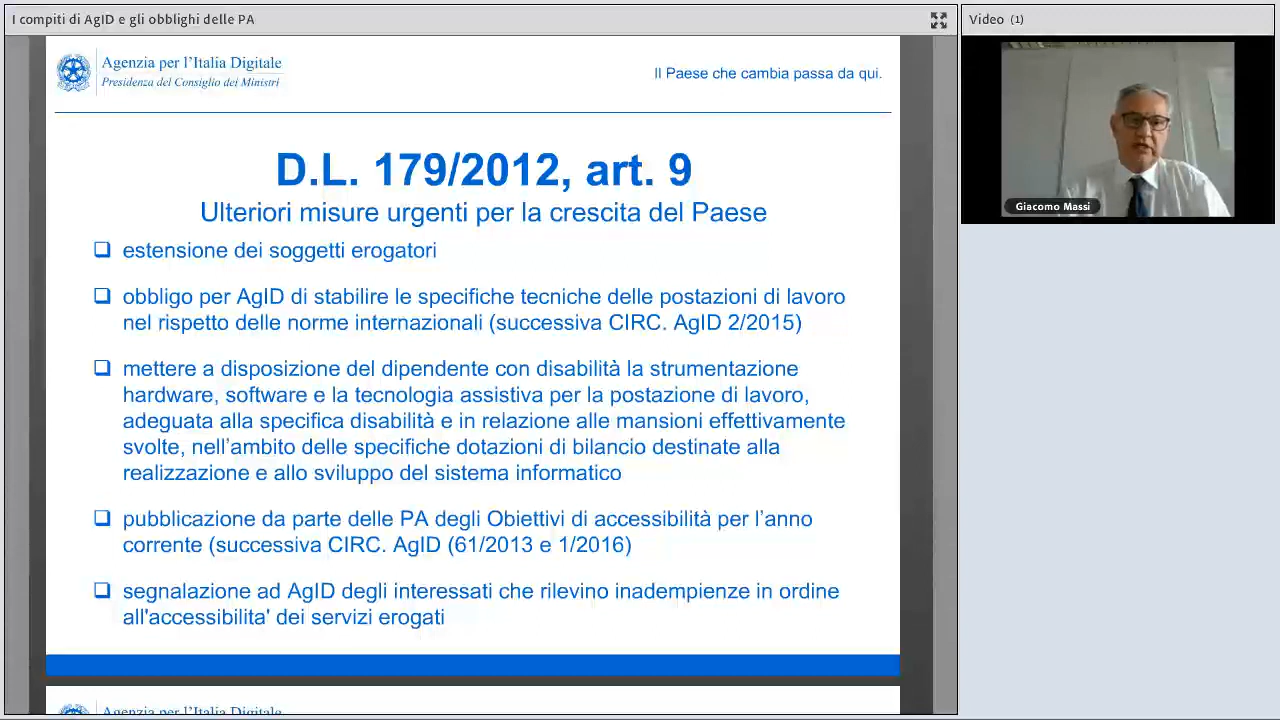 I compiti di AgID e gli obblighi delle PA
Video (1)
Agenzia per l'Italia Digitale
Presidenza del Consiglio dei Ministri
Il Paese che cambia passa da qui.
Giacomo Massi
D.L. 179/2012, art. 9
Ulteriori misure urgenti per la crescita del Paese
❑ estensione dei soggetti erogatori
❑ obbligo per AgID di stabilire le specifiche tecniche delle postazioni di lavoro
nel rispetto delle norme internazionali (successiva CIRC. AgID 2/2015)
❑ mettere a disposizione del dipendente con disabilità la strumentazione
hardware, software e la tecnologia assistiva per la postazione di lavoro,
adeguata alla specifica disabilità e in relazione alle mansioni effettivamente
svolte, nell’ambito delle specifiche dotazioni di bilancio destinate alla
realizzazione e allo sviluppo del sistema informatico
❑ pubblicazione da parte delle PA degli Obiettivi di accessibilità per l’anno
corrente (successiva CIRC. AgID (61/2013 e 1/2016)
❑ segnalazione ad AgID degli interessati che rilevino inadempienze in ordine
all'accessibilita' dei servizi erogati
Agenzia per l'Italia Digitale